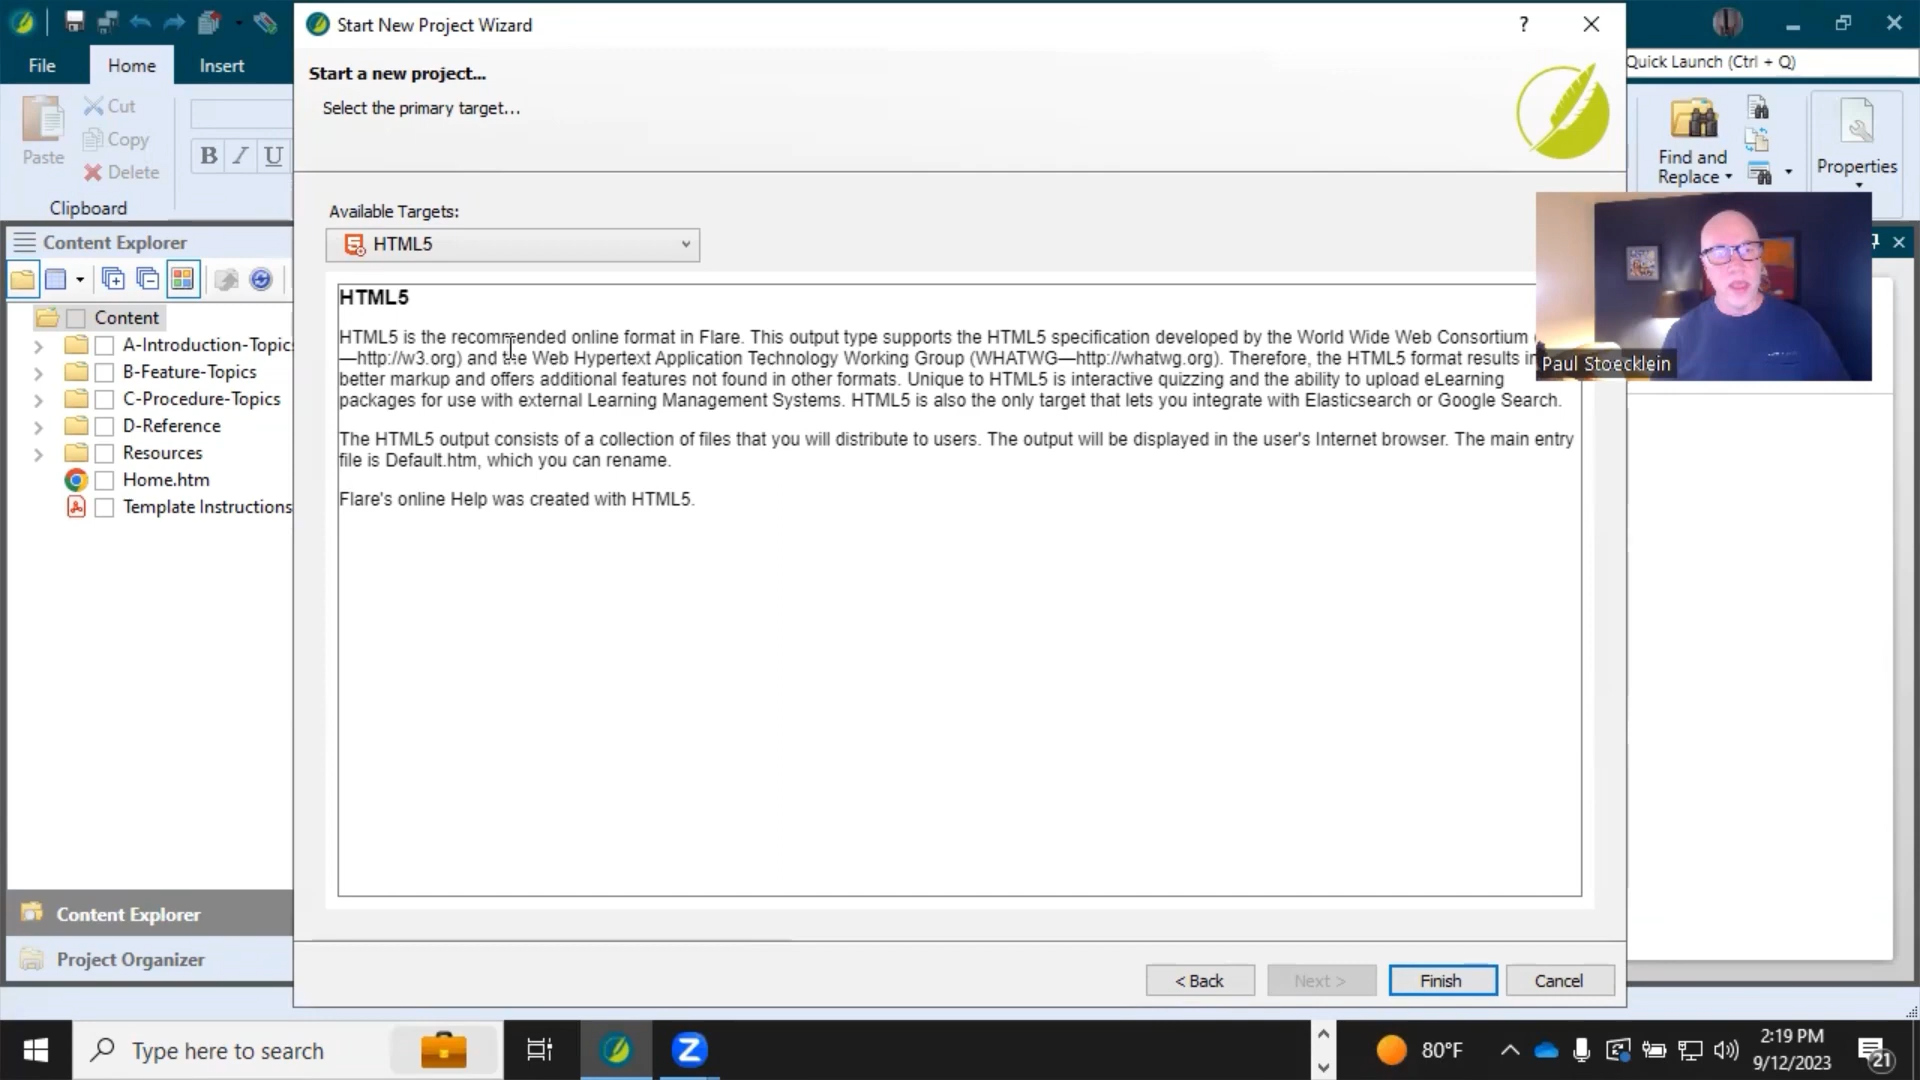 Start New Project Wizard
?
File
Home
Insert
Quick Launch (Ctrl + Q)
Start a new project...
Select the primary target...
Paste
Cut
Copy
Delete
B I U
Clipboard
Find and
Replace
Properties
Content Explorer
Available Targets:
HTML5
Content
A-Introduction-Topics
B-Feature-Topics
C-Procedure-Topics
D-Reference
Resources
Home.htm
Template Instructions
HTML5
HTML5 is the recommended online format in Flare. This output type supports the HTML5 specification developed by the World Wide Web Consortium
—http://w3.org) and the Web Hypertext Application Technology Working Group (WHATWG—http://whatwg.org). Therefore, the HTML5 format results in
better markup and offers additional features not found in other formats. Unique to HTML5 is interactive quizzing and the ability to upload eLearning
packages for use with external Learning Management Systems. HTML5 is also the only target that lets you integrate with Elasticsearch or Google Search.
The HTML5 output consists of a collection of files that you will distribute to users. The output will be displayed in the user's Internet browser. The main entry
file is Default.htm, which you can rename.
Flare's online Help was created with HTML5.
Paul Stoecklein
Content Explorer
Project Organizer
< Back
Next >
Finish
Cancel
Type here to search
Z
80°F
2:19 PM
9/12/2023
21